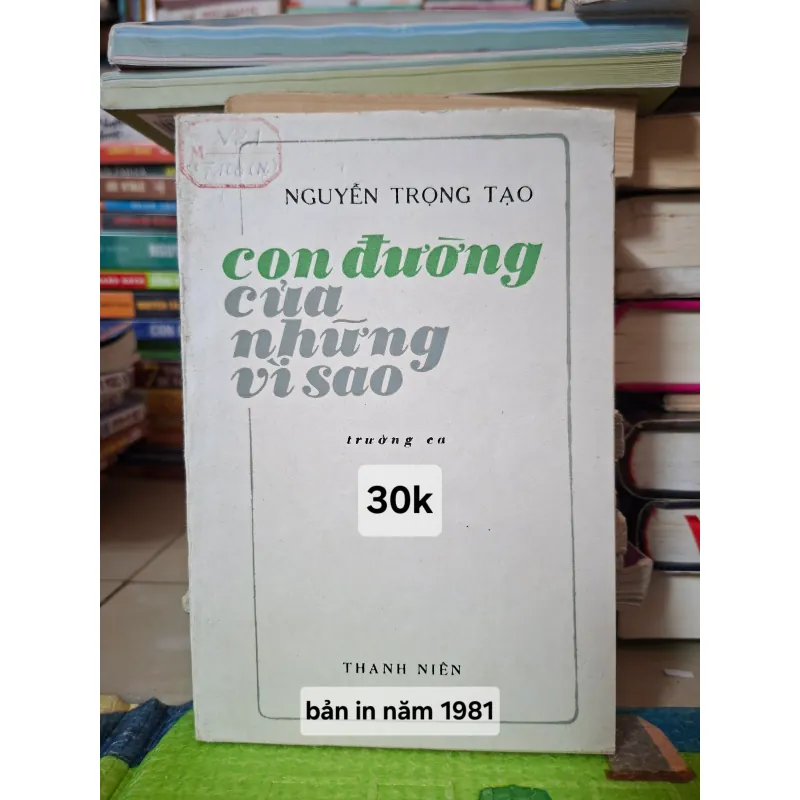 NGUYỄN TRỌNG TẠO
con đường
của
những
vì sao
trường ca
30k
THANH NIÊN
bản in năm 1981